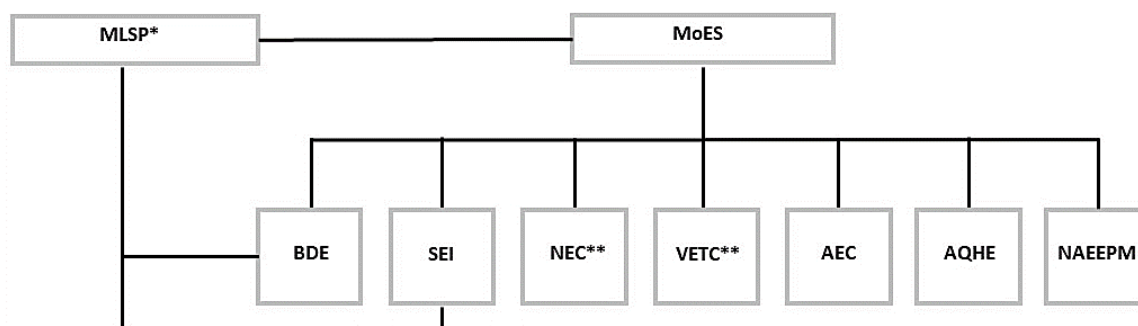 MLSP*
MoES
BDE
SEI
NEC**
VETC**
AEC
AQHE
NAEEPM